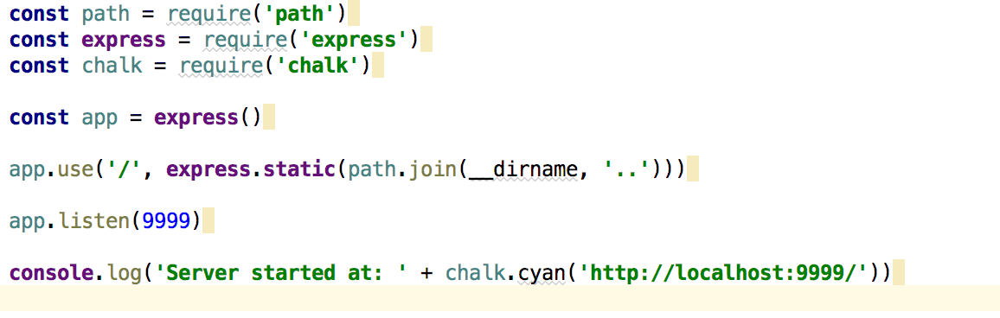 const path = require('path')
const express = require('express')
const chalk = require('chalk')
const app = express()
app.use('/', express.static(path.join(__dirname, '..')))
app.listen(9999)
console.log('Server started at: ' + chalk.cyan('http://localhost:9999/'))